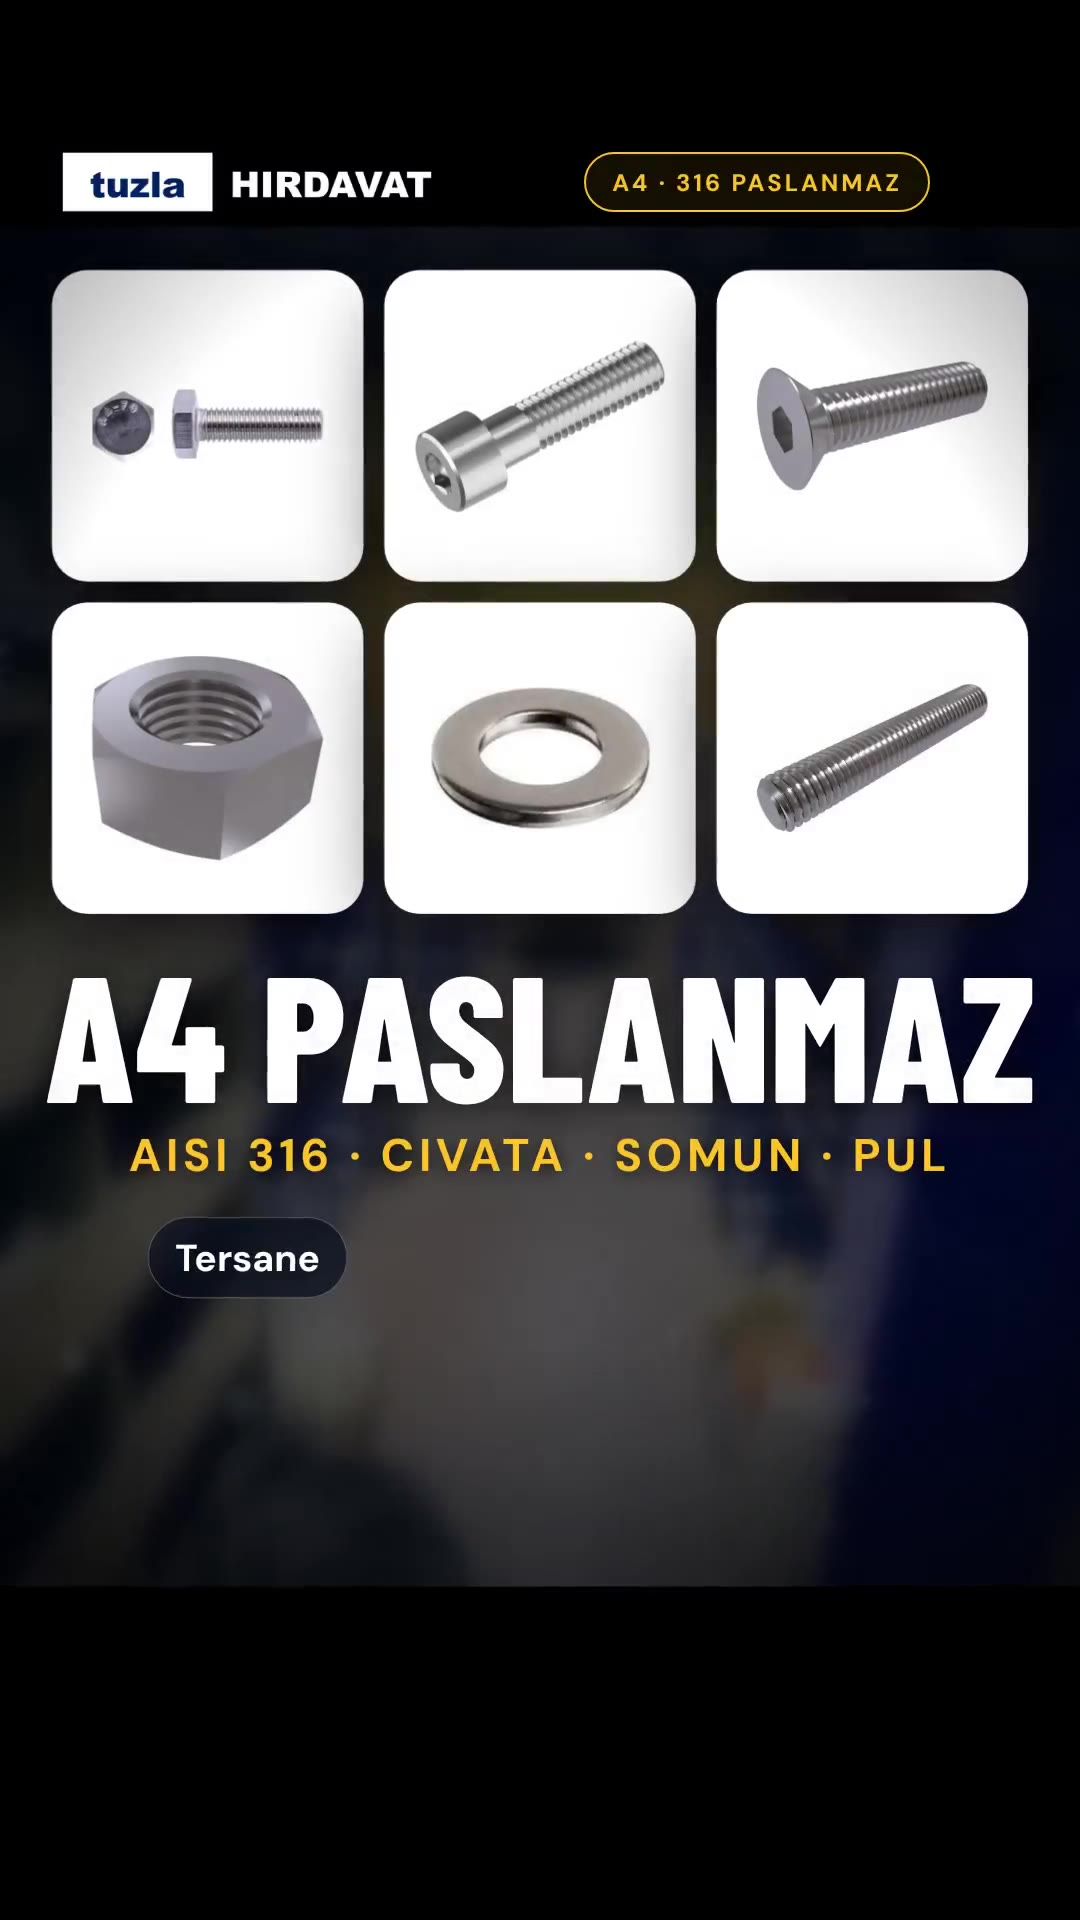 tuzla HIRDAVAT
A4 · 316 PASLANMAZ
A4 PASLANMAZ
AISI 316 · CIVATA · SOMUN · PUL
Tersane